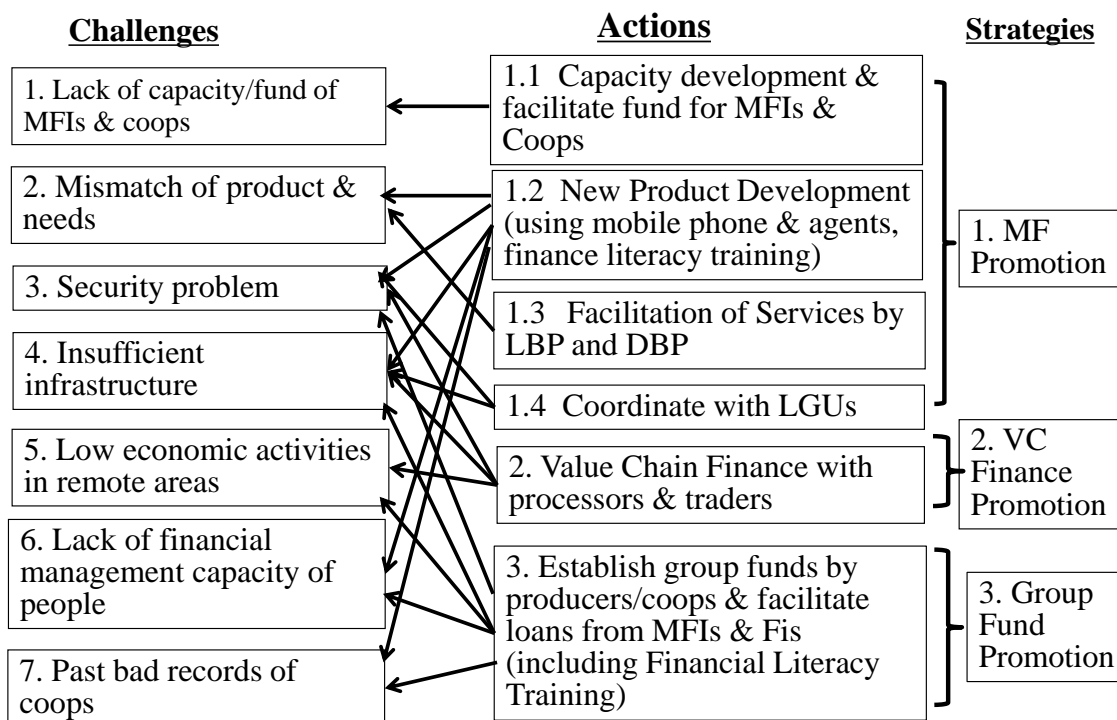 Challenges
1. Lack of capacity/fund of
MFIs & coops
2. Mismatch of product &
needs
3. Security problem
4. Insufficient
infrastructure
5. Low economic activities
in remote areas
6. Lack of financial
management capacity of
people
7. Past bad records of
coops
Actions
1.1 Capacity development &
facilitate fund for MFIs &
Coops
1.2 New Product Development
(using mobile phone & agents,
finance literacy training)
1.3 Facilitation of Services by
LBP and DBP
1.4 Coordinate with LGUs
2. Value Chain Finance with
processors & traders
3. Establish group funds by
producers/coops & facilitate
loans from MFIs & Fis
(including Financial Literacy
Training)
Strategies
1. MF
Promotion
2. VC
Finance
Promotion
3. Group
Fund
Promotion